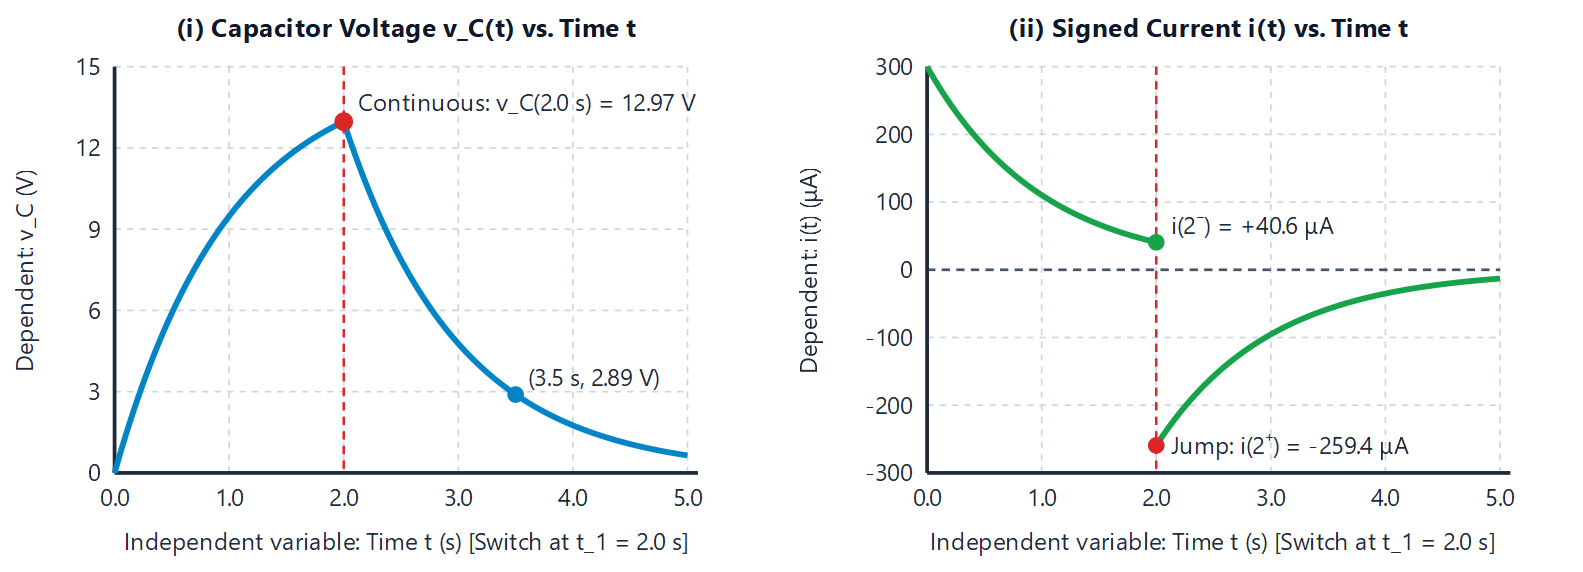 (i) Capacitor Voltage v_C(t) vs. Time t
15
12
9
6
3
0
Dependent: v_C (V)
Continuous: v_C(2.0 s) = 12.97 V
(3.5 s, 2.89 V)
0.0 1.0 2.0 3.0 4.0 5.0
Independent variable: Time t (s) [Switch at t_1 = 2.0 s]
(ii) Signed Current i(t) vs. Time t
300
200
100
0
-100
-200
-300
Dependent: i(t) (µA)
i(2⁻) = +40.6 µA
Jump: i(2⁺) = -259.4 µA
0.0 1.0 2.0 3.0 4.0 5.0
Independent variable: Time t (s) [Switch at t_1 = 2.0 s]